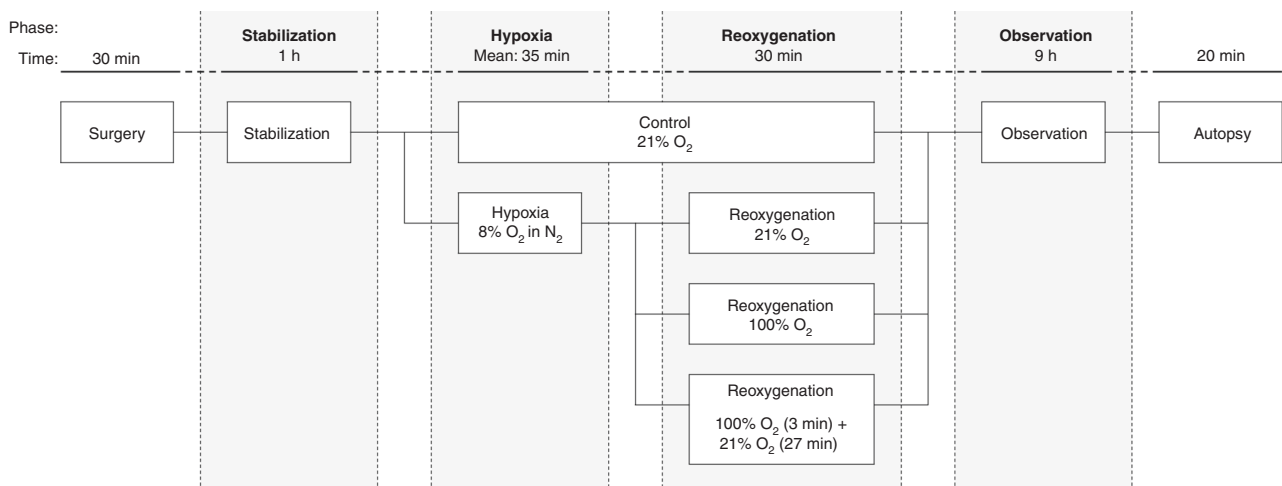 Phase:
Stabilization
Hypoxia
Reoxygenation
Observation
Time:
30 min
1 h
Mean: 35 min
30 min
9 h
20 min
Surgery
Stabilization
Control
21% O₂
Observation
Autopsy
Hypoxia
8% O₂ in N₂
Reoxygenation
21% O₂
Reoxygenation
100% O₂
Reoxygenation
100% O₂ (3 min) +
21% O₂ (27 min)